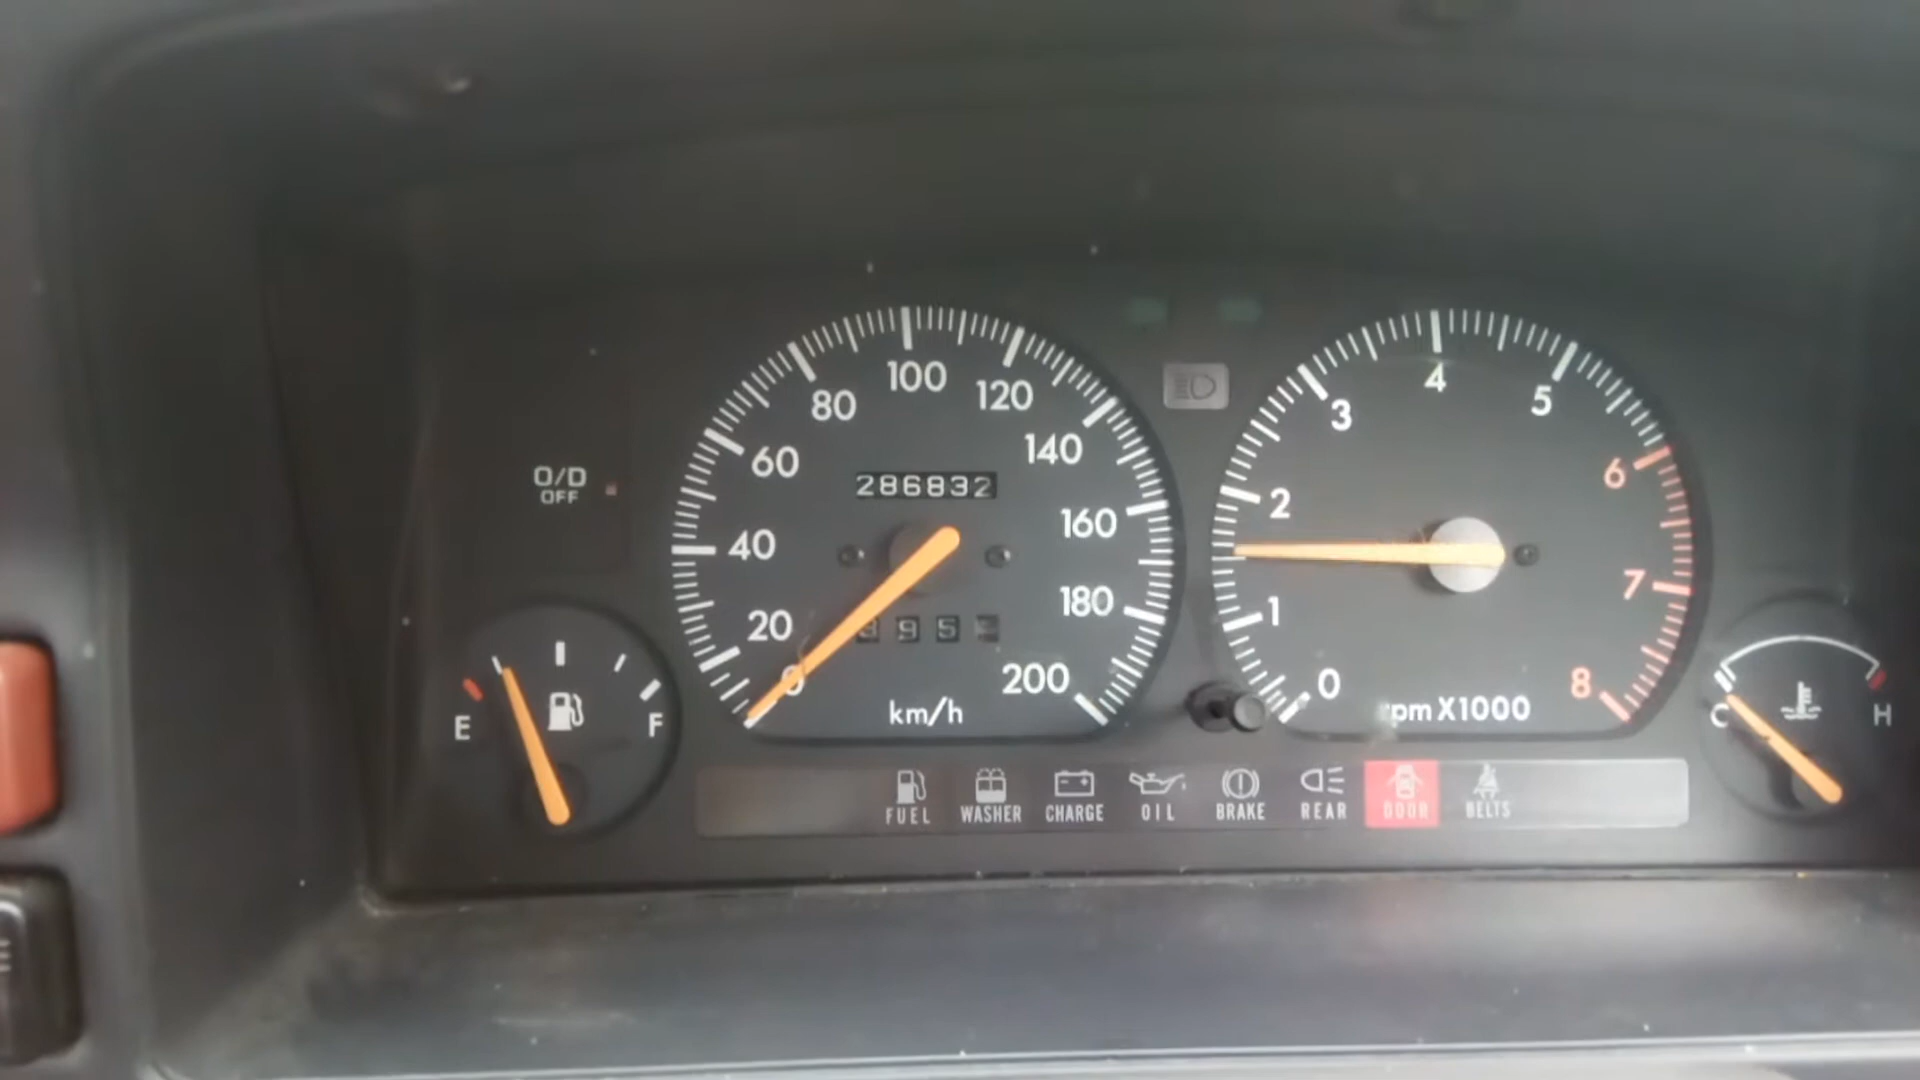 O/D
OFF
E
F
0
20
40
60
80
100
120
140
160
180
200
286832
3 9 5
km/h
0
1
2
3
4
5
6
7
8
rpm X1000
C
H
FUEL
WASHER
CHARGE
OIL
BRAKE
REAR
DOOR
BELTS